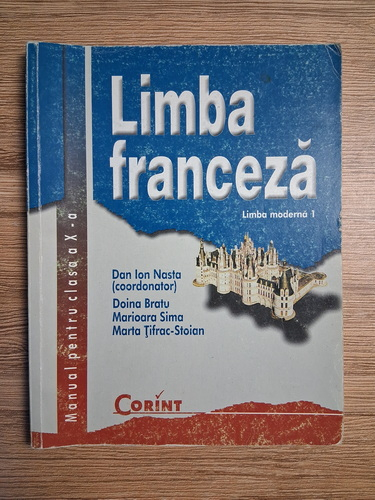 Limba
franceză
Limba modernă 1
Dan Ion Nasta
(coordonator)
Doina Bratu
Marioara Sima
Marta Ţifrac-Stoian
Manual pentru clasa a X-a
CORINT